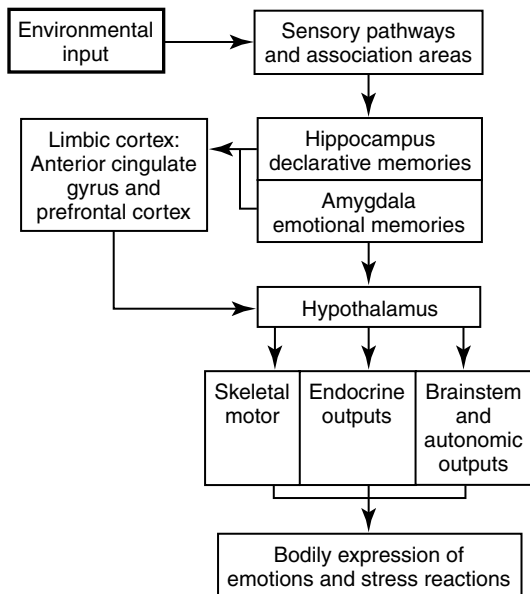 Environmental
input
Sensory pathways
and association areas
Limbic cortex:
Anterior cingulate
gyrus and
prefrontal cortex
Hippocampus
declarative memories
Amygdala
emotional memories
Hypothalamus
Skeletal
motor
Endocrine
outputs
Brainstem
and
autonomic
outputs
Bodily expression of
emotions and stress reactions